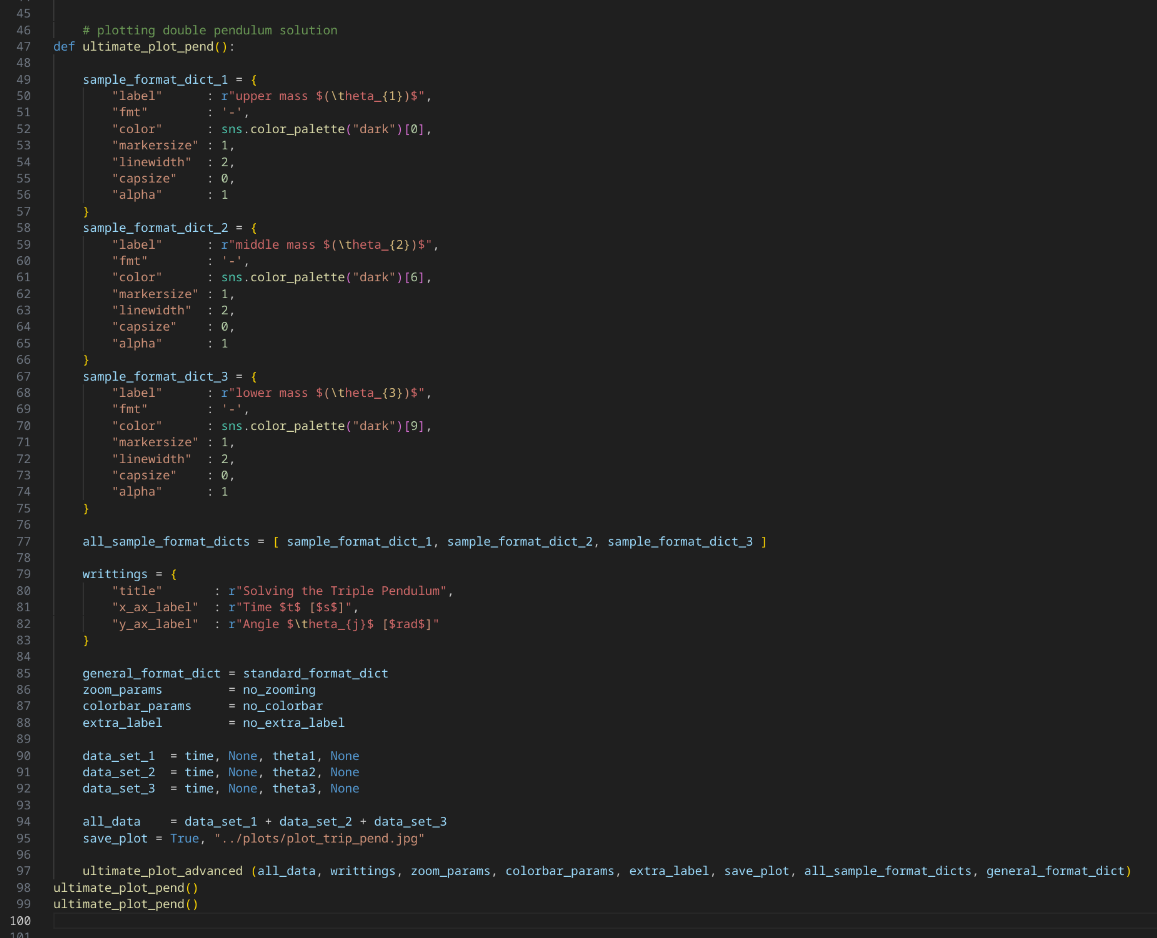 45
46     # plotting double pendulum solution
47 def ultimate_plot_pend():
48
49     sample_format_dict_1 = {
50         "label"      : r"upper mass $(\theta_{1})$",
51         "fmt"        : '-',
52         "color"      : sns.color_palette("dark")[0],
53         "markersize" : 1,
54         "linewidth"  : 2,
55         "capsize"    : 0,
56         "alpha"      : 1
57     }
58     sample_format_dict_2 = {
59         "label"      : r"middle mass $(\theta_{2})$",
60         "fmt"        : '-',
61         "color"      : sns.color_palette("dark")[6],
62         "markersize" : 1,
63         "linewidth"  : 2,
64         "capsize"    : 0,
65         "alpha"      : 1
66     }
67     sample_format_dict_3 = {
68         "label"      : r"lower mass $(\theta_{3})$",
69         "fmt"        : '-',
70         "color"      : sns.color_palette("dark")[9],
71         "markersize" : 1,
72         "linewidth"  : 2,
73         "capsize"    : 0,
74         "alpha"      : 1
75     }
76
77     all_sample_format_dicts = [ sample_format_dict_1, sample_format_dict_2, sample_format_dict_3 ]
78
79     writtings = {
80         "title"       : r"Solving the Triple Pendulum",
81         "x_ax_label"  : r"Time $t$ [$s$]",
82         "y_ax_label"  : r"Angle $\theta_{j}$ [$rad$]"
83     }
84
85     general_format_dict = standard_format_dict
86     zoom_params         = no_zooming
87     colorbar_params     = no_colorbar
88     extra_label         = no_extra_label
89
90     data_set_1  = time, None, theta1, None
91     data_set_2  = time, None, theta2, None
92     data_set_3  = time, None, theta3, None
93
94     all_data    = data_set_1 + data_set_2 + data_set_3
95     save_plot = True, "../plots/plot_trip_pend.jpg"
96
97     ultimate_plot_advanced (all_data, writtings, zoom_params, colorbar_params, extra_label, save_plot, all_sample_format_dicts, general_format_dict)
98 ultimate_plot_pend()
99 ultimate_plot_pend()
100
101